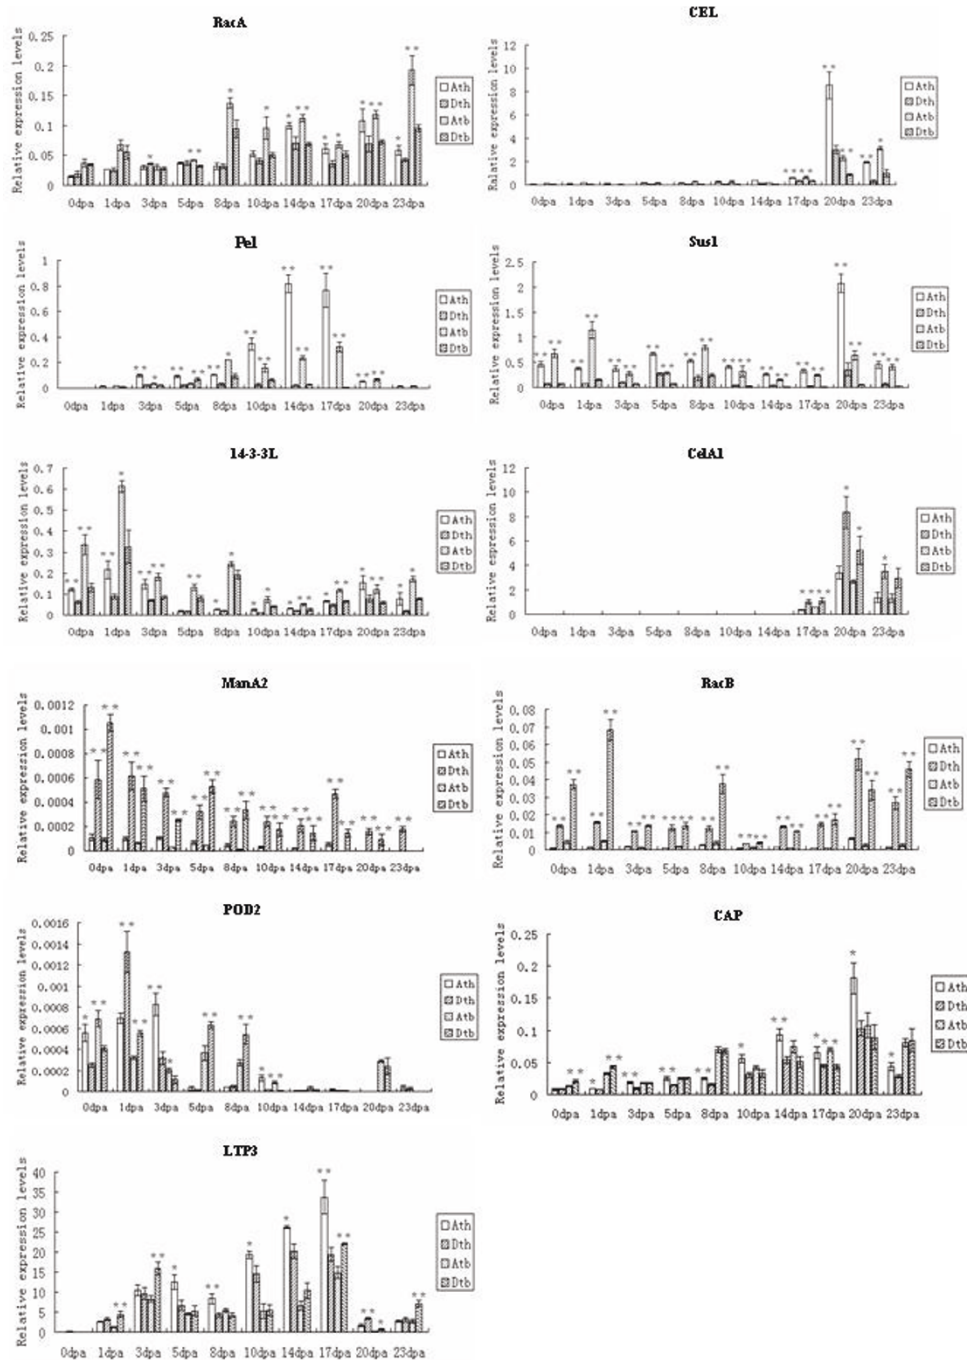 RacA
Relative expression levels
0.25
0.2
0.15
0.1
0.05
0
0dpa 1dpa 3dpa 5dpa 8dpa 10dpa 14dpa 17dpa 20dpa 23dpa
Ath
Dth
Atb
Dtb
CEL
Ralative expression levels
12
10
8
6
4
2
0
0dpa 1dpa 3dpa 5dpa 8dpa 10dpa 14dpa 17dpa 20dpa 23dpa
Ath
Dth
Atb
Dtb
Pel
Relative expression levels
1
0.8
0.6
0.4
0.2
0
0dpa 1dpa 3dpa 5dpa 8dpa 10dpa 14dpa 17dpa 20dpa 23dpa
Ath
Dth
Atb
Dtb
Sus1
Relative expression levels
2.5
2
1.5
1
0.5
0
0dpa 1dpa 3dpa 5dpa 8dpa 10dpa 14dpa 17dpa 20dpa 23dpa
Ath
Dth
Atb
Dtb
14-3-3L
Relative expression levels
0.7
0.6
0.5
0.4
0.3
0.2
0.1
0
0dpa 1dpa 3dpa 5dpa 8dpa 10dpa 14dpa 17dpa 20dpa 23dpa
Ath
Dth
Atb
Dtb
CelA1
Relative expression levels
12
10
8
6
4
2
0
0dpa 1dpa 3dpa 5dpa 8dpa 10dpa 14dpa 17dpa 20dpa 23dpa
Ath
Dth
Atb
Dtb
ManA2
Relative expression levels
0.0012
0.001
0.0008
0.0006
0.0004
0.0002
0
0dpa 1dpa 3dpa 5dpa 8dpa 10dpa 14dpa 17dpa 20dpa 23dpa
Ath
Dth
Atb
Dtb
RacB
Relative expression levels
0.08
0.07
0.06
0.05
0.04
0.03
0.02
0.01
0
0dpa 1dpa 3dpa 5dpa 8dpa 10dpa 14dpa 17dpa 20dpa 23dpa
Ath
Dth
Atb
Dtb
POD2
Relative expression levels
0.0016
0.0014
0.0012
0.001
0.0008
0.0006
0.0004
0.0002
0
0dpa 1dpa 3dpa 5dpa 8dpa 10dpa 14dpa 17dpa 20dpa 23dpa
Ath
Dth
Atb
Dtb
CAP
Relative expression levels
0.25
0.2
0.15
0.1
0.05
0
0dpa 1dpa 3dpa 5dpa 8dpa 10dpa 14dpa 17dpa 20dpa 23dpa
Ath
Dth
Atb
Dtb
LTP3
Relative expression levels
40
35
30
25
20
15
10
5
0
0dpa 1dpa 3dpa 5dpa 8dpa 10dpa 14dpa 17dpa 20dpa 23dpa
Ath
Dth
Atb
Dtb